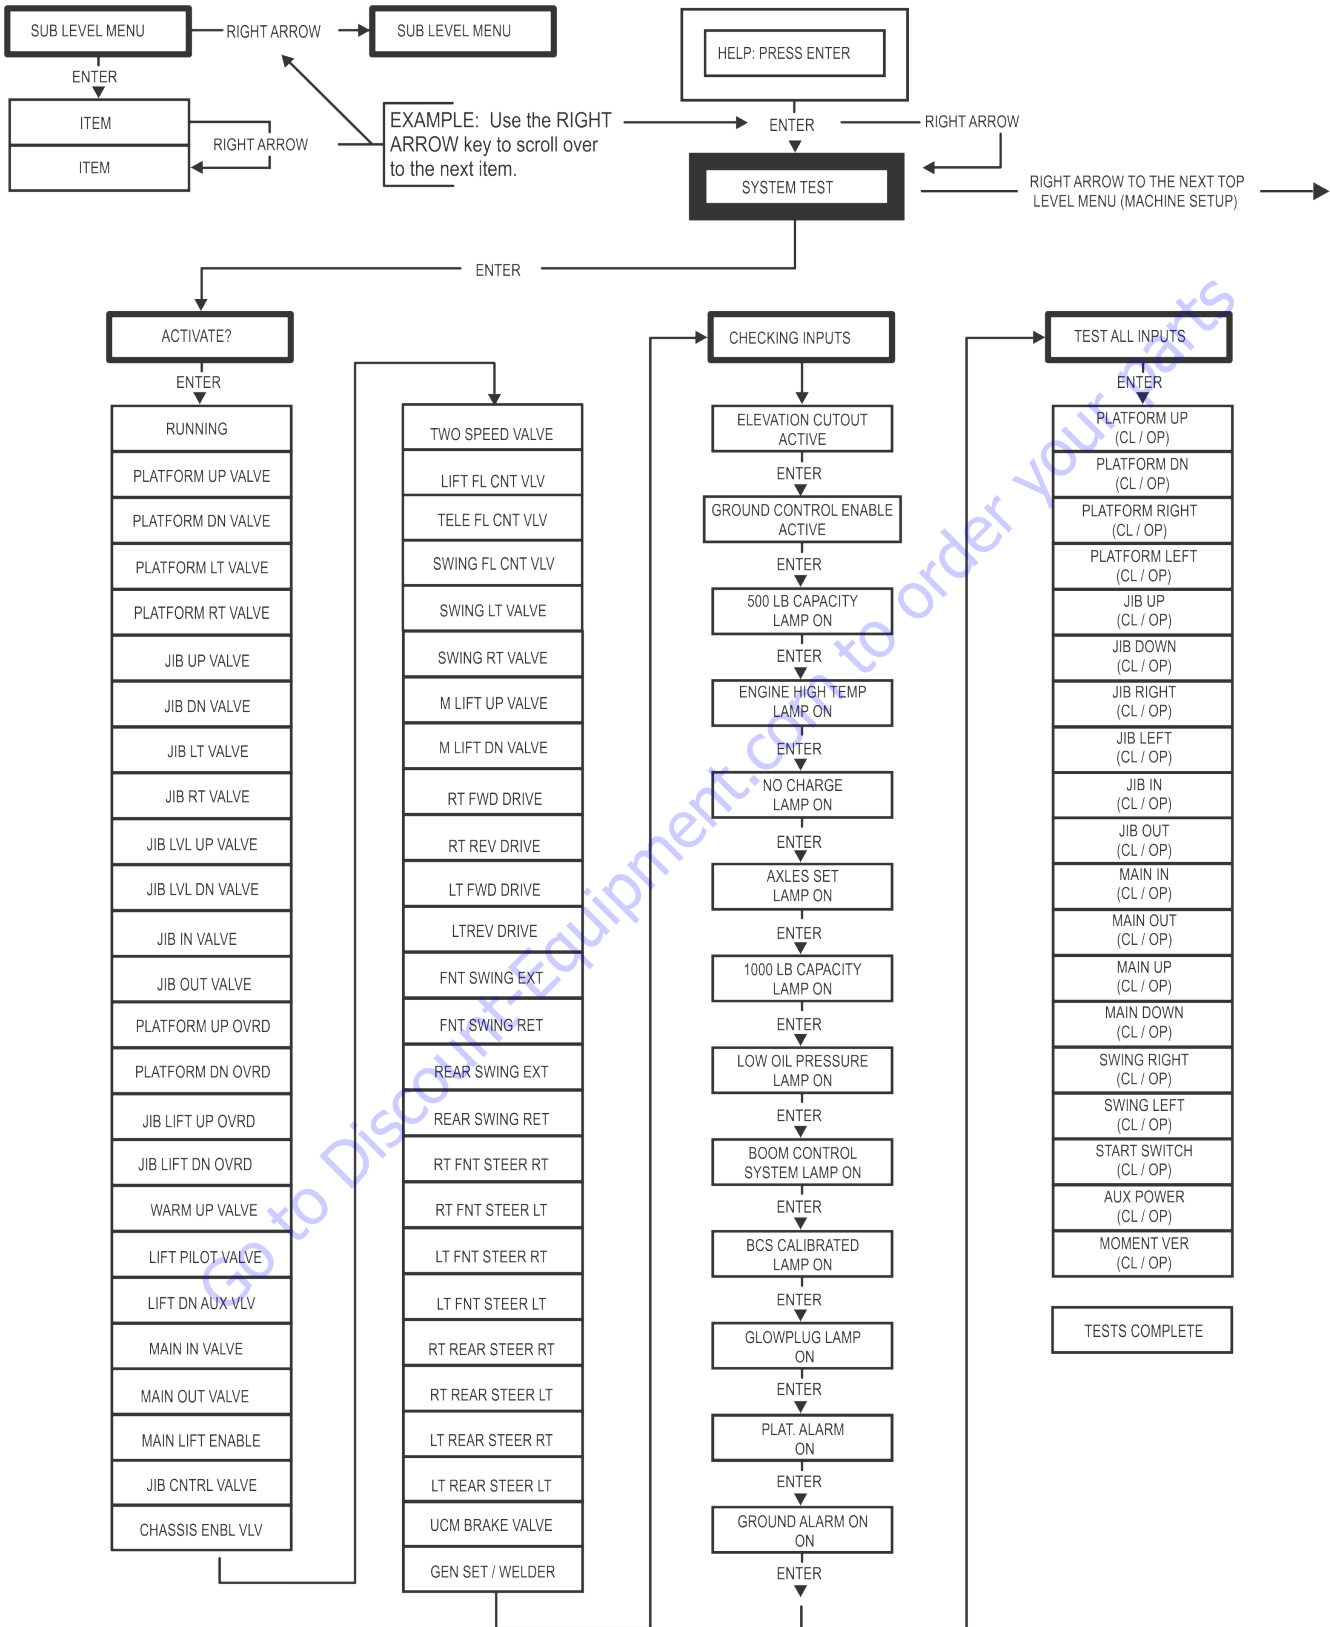 SUB LEVEL MENU
RIGHT ARROW
SUB LEVEL MENU
ENTER
ITEM
RIGHT ARROW
ITEM
EXAMPLE: Use the RIGHT
ARROW key to scroll over
to the next item.
HELP: PRESS ENTER
ENTER
RIGHT ARROW
SYSTEM TEST
RIGHT ARROW TO THE NEXT TOP
LEVEL MENU (MACHINE SETUP)
ENTER
ACTIVATE?
ENTER
RUNNING
PLATFORM UP VALVE
PLATFORM DN VALVE
PLATFORM LT VALVE
PLATFORM RT VALVE
JIB UP VALVE
JIB DN VALVE
JIB LT VALVE
JIB RT VALVE
JIB LVL UP VALVE
JIB LVL DN VALVE
JIB IN VALVE
JIB OUT VALVE
PLATFORM UP OVRD
PLATFORM DN OVRD
JIB LIFT UP OVRD
JIB LIFT DN OVRD
WARM UP VALVE
LIFT PILOT VALVE
LIFT DN AUX VLV
MAIN IN VALVE
MAIN OUT VALVE
MAIN LIFT ENABLE
JIB CNTRL VALVE
CHASSIS ENBL VLV
TWO SPEED VALVE
LIFT FL CNT VLV
TELE FL CNT VLV
SWING FL CNT VLV
SWING LT VALVE
SWING RT VALVE
M LIFT UP VALVE
M LIFT DN VALVE
RT FWD DRIVE
RT REV DRIVE
LT FWD DRIVE
LTREV DRIVE
FNT SWING EXT
FNT SWING RET
REAR SWING EXT
REAR SWING RET
RT FNT STEER RT
RT FNT STEER LT
LT FNT STEER RT
LT FNT STEER LT
RT REAR STEER RT
RT REAR STEER LT
LT REAR STEER RT
LT REAR STEER LT
UCM BRAKE VALVE
GEN SET / WELDER
CHECKING INPUTS
ELEVATION CUTOUT
ACTIVE
ENTER
GROUND CONTROL ENABLE
ACTIVE
ENTER
500 LB CAPACITY
LAMP ON
ENTER
ENGINE HIGH TEMP
LAMP ON
ENTER
NO CHARGE
LAMP ON
ENTER
AXLES SET
LAMP ON
ENTER
1000 LB CAPACITY
LAMP ON
ENTER
LOW OIL PRESSURE
LAMP ON
ENTER
BOOM CONTROL
SYSTEM LAMP ON
ENTER
BCS CALIBRATED
LAMP ON
ENTER
GLOWPLUG LAMP
ON
ENTER
PLAT. ALARM
ON
ENTER
GROUND ALARM ON
ON
ENTER
TEST ALL INPUTS
ENTER
PLATFORM UP
(CL / OP)
PLATFORM DN
(CL / OP)
PLATFORM RIGHT
(CL / OP)
PLATFORM LEFT
(CL / OP)
JIB UP
(CL / OP)
JIB DOWN
(CL / OP)
JIB RIGHT
(CL / OP)
JIB LEFT
(CL / OP)
JIB IN
(CL / OP)
JIB OUT
(CL / OP)
MAIN IN
(CL / OP)
MAIN OUT
(CL / OP)
MAIN UP
(CL / OP)
MAIN DOWN
(CL / OP)
SWING RIGHT
(CL / OP)
SWING LEFT
(CL / OP)
START SWITCH
(CL / OP)
AUX POWER
(CL / OP)
MOMENT VER
(CL / OP)
TESTS COMPLETE
Go to Discount-Equipment.com to order your parts